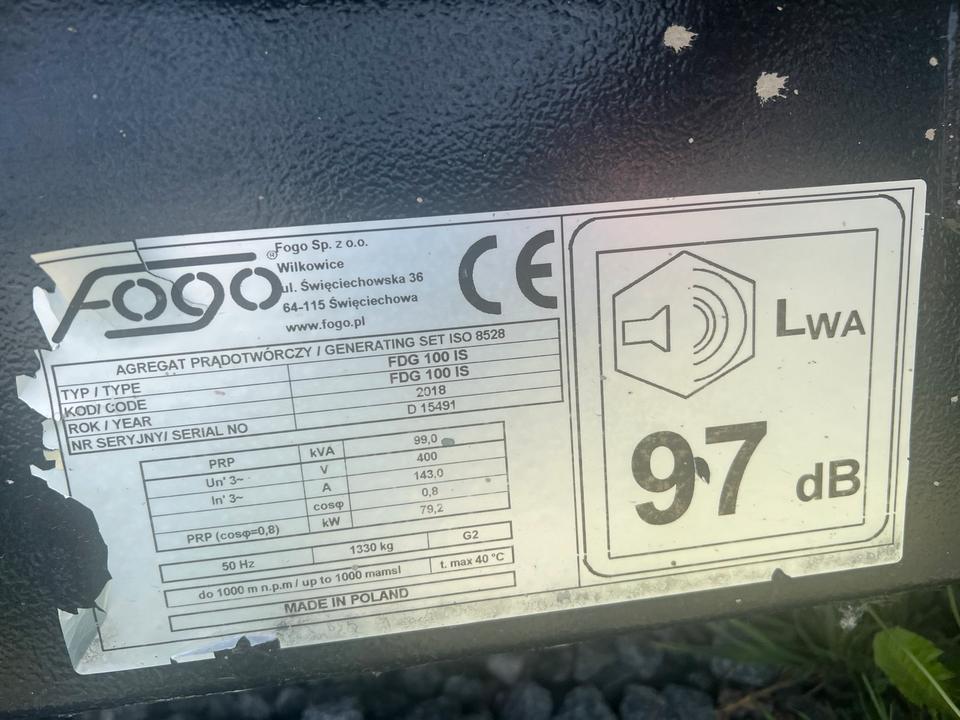 Fogo®
Fogo Sp. z o.o.
Wilkowice
ul. Święciechowska 36
64-115 Święciechowa
www.fogo.pl
CE
AGREGAT PRĄDOTWÓRCZY / GENERATING SET ISO 8528
TYP / TYPE FDG 100 IS
KOD/ CODE FDG 100 IS
ROK / YEAR 2018
NR SERYJNY/ SERIAL NO D 15491
PRP kVA 99,0
Un' 3~ V 400
In' 3~ A 143,0
cosφ 0,8
PRP (cosφ=0,8) kW 79,2
50 Hz 1330 kg G2
do 1000 m n.p.m / up to 1000 mamsl t. max 40 °C
MADE IN POLAND
LWA
97 dB